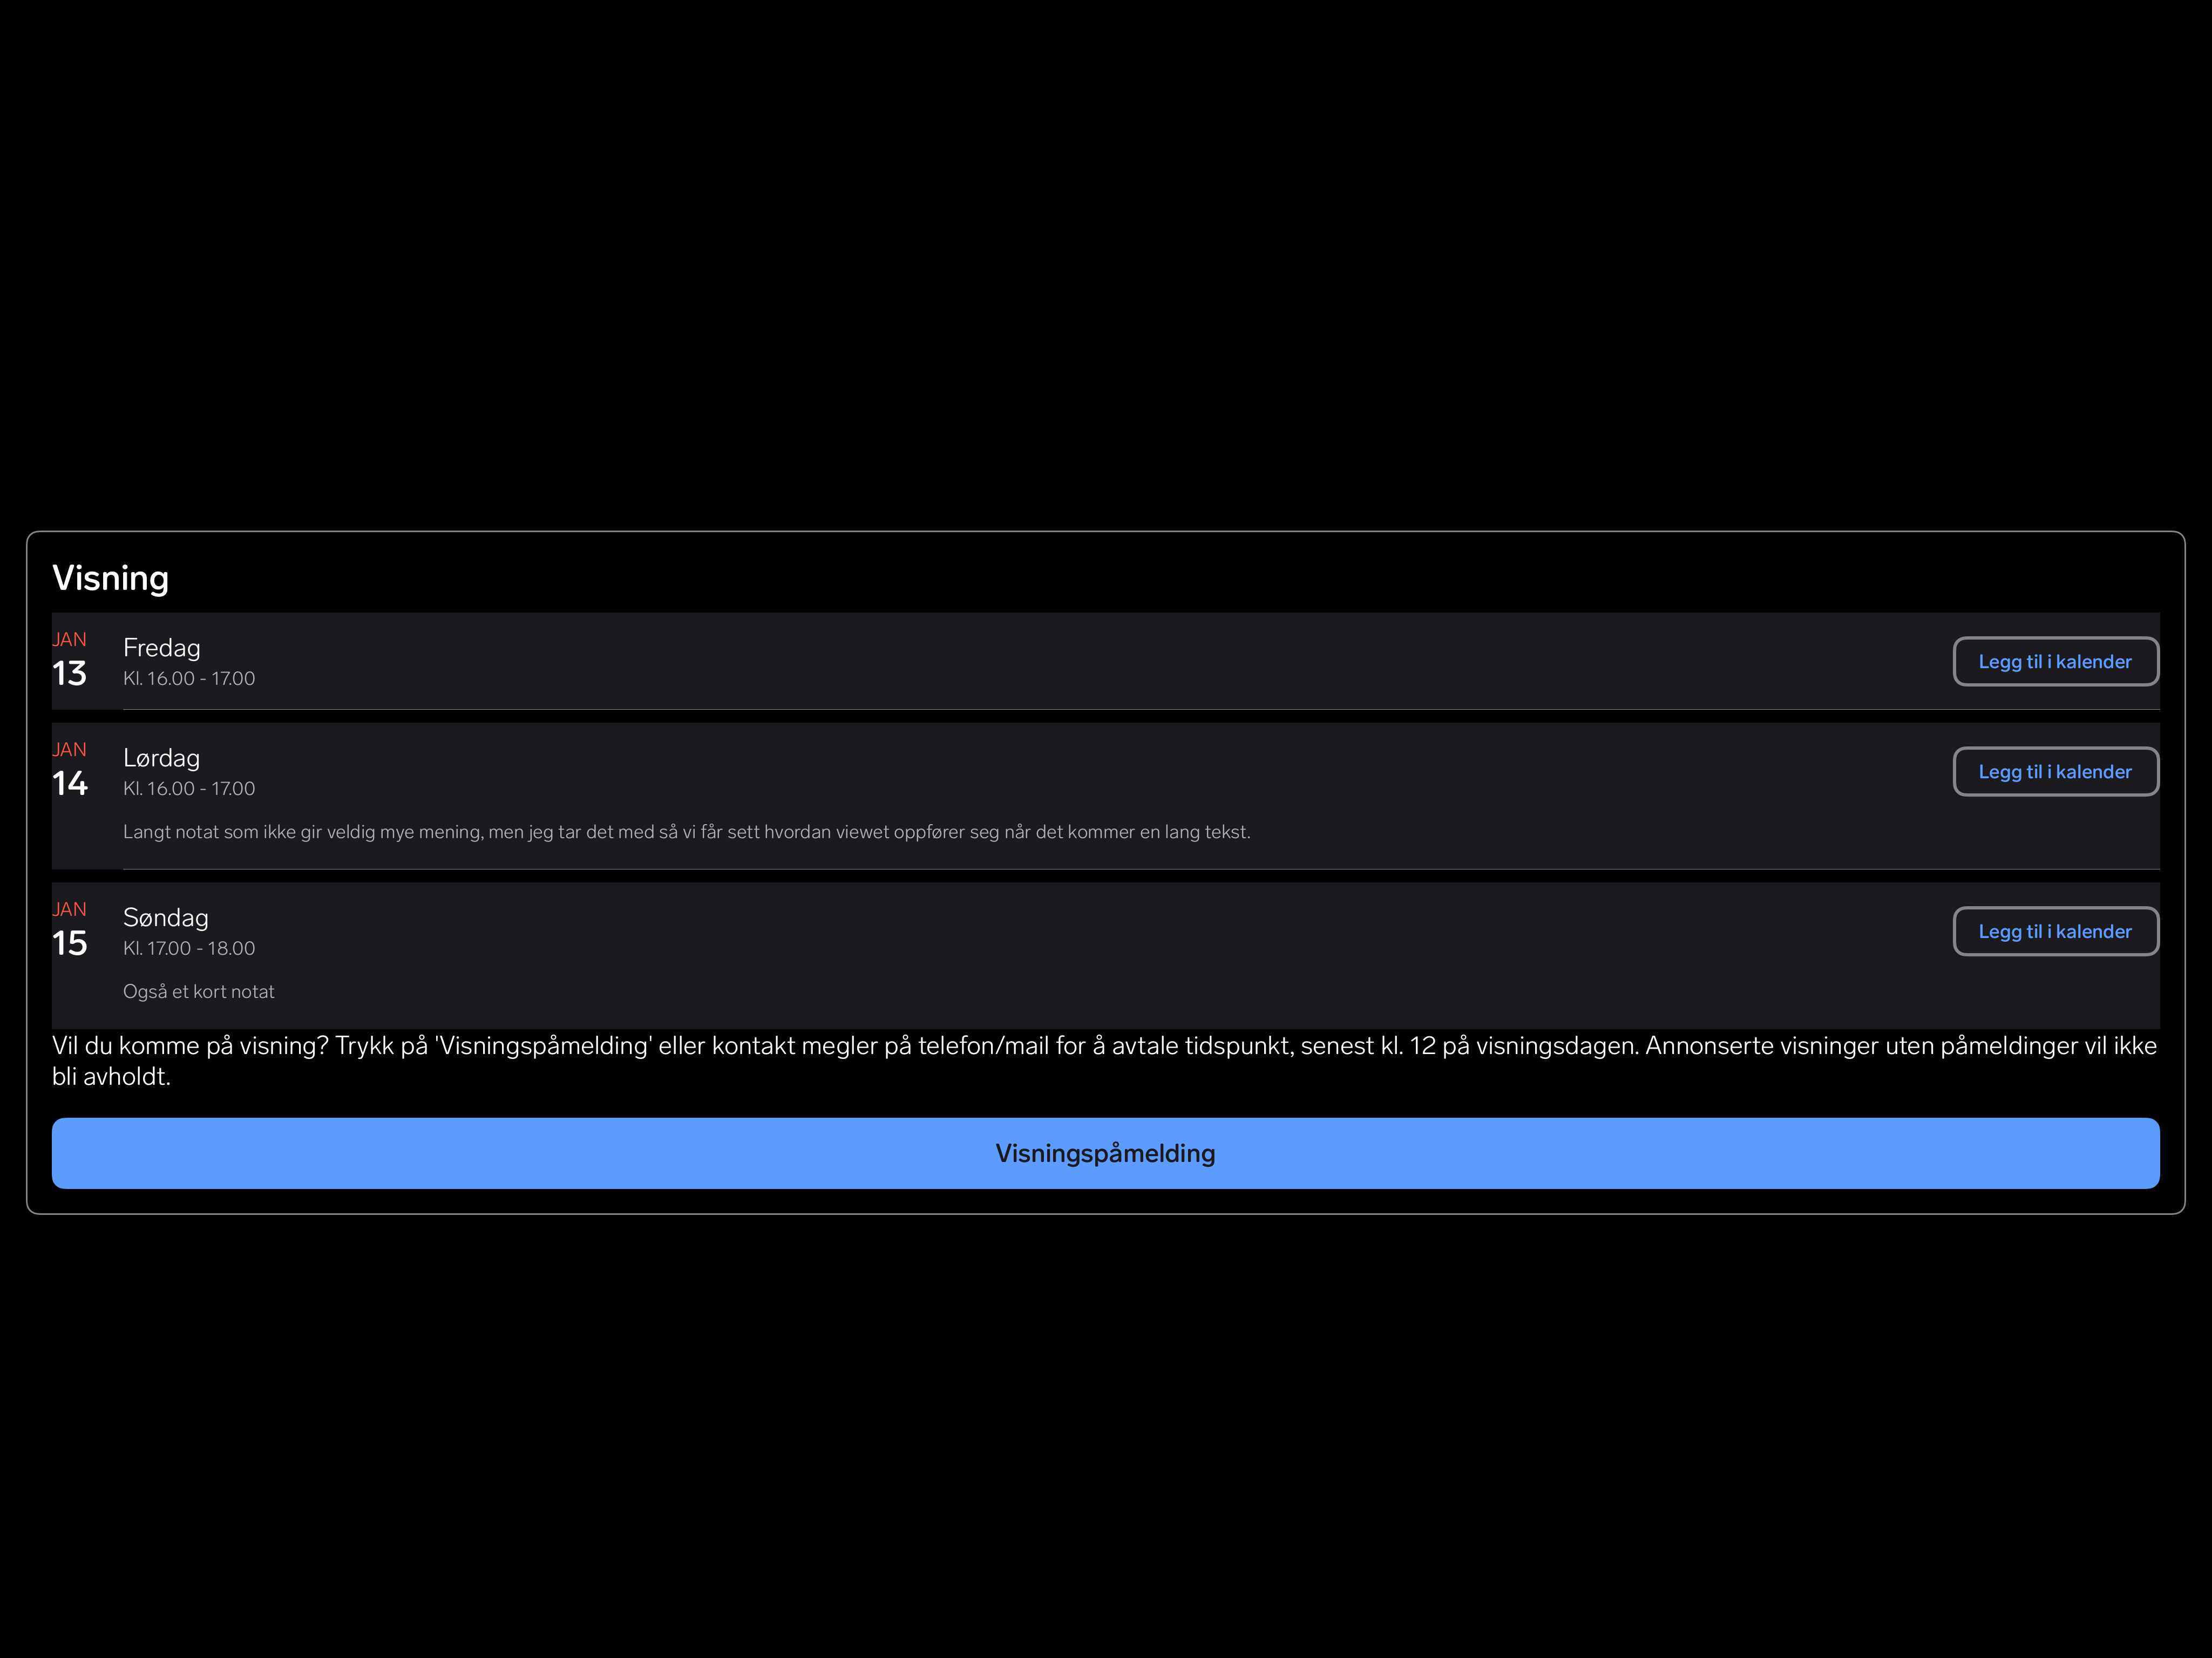 Visning
JAN
13
Fredag
Kl. 16.00 - 17.00
Legg til i kalender
JAN
14
Lørdag
Kl. 16.00 - 17.00
Legg til i kalender
Langt notat som ikke gir veldig mye mening, men jeg tar det med så vi får sett hvordan viewet oppfører seg når det kommer en lang tekst.
JAN
15
Søndag
Kl. 17.00 - 18.00
Legg til i kalender
Også et kort notat
Vil du komme på visning? Trykk på 'Visningspåmelding' eller kontakt megler på telefon/mail for å avtale tidspunkt, senest kl. 12 på visningsdagen. Annonserte visninger uten påmeldinger vil ikke
bli avholdt.
Visningspåmelding